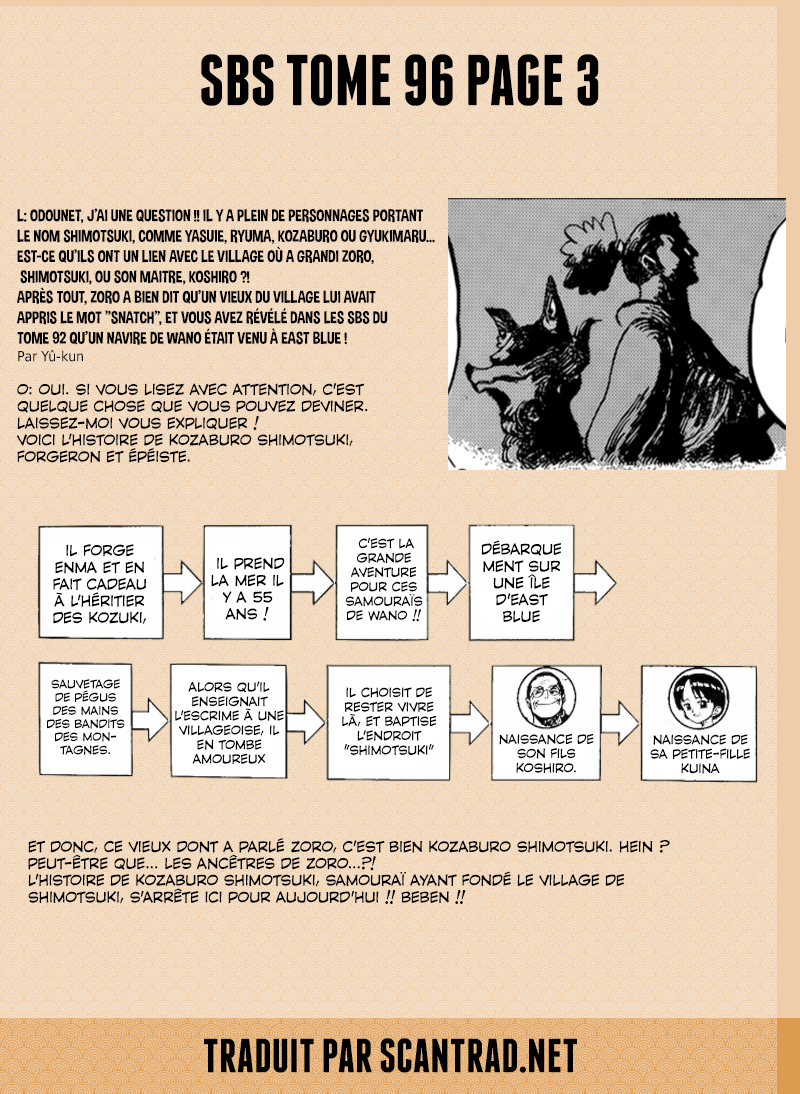 SBS TOME 96 PAGE 3
L: ODOUNET, J'AI UNE QUESTION !! IL Y A PLEIN DE PERSONNAGES PORTANT
LE NOM SHIMOTSUKI, COMME YASUIE, RYUMA, KOZABURO OU GYUKIMARU...
EST-CE QU'ILS ONT UN LIEN AVEC LE VILLAGE OÙ A GRANDI ZORO,
SHIMOTSUKI, OU SON MAITRE, KOSHIRO ?!
APRÈS TOUT, ZORO A BIEN DIT QU'UN VIEUX DU VILLAGE LUI AVAIT
APPRIS LE MOT "SNATCH", ET VOUS AVEZ RÉVÉLÉ DANS LES SBS DU
TOME 92 QU'UN NAVIRE DE WANO ÉTAIT VENU À EAST BLUE !
Par Yû-kun
O: OUI. SI VOUS LISEZ AVEC ATTENTION, C'EST
QUELQUE CHOSE QUE VOUS POUVEZ DEVINER.
LAISSEZ-MOI VOUS EXPLIQUER !
VOICI L'HISTOIRE DE KOZABURO SHIMOTSUKI,
FORGERON ET ÉPÉISTE.
IL FORGE
ENMA ET EN
FAIT CADEAU
À L'HÉRITIER
DES KOZUKI,
IL PREND
LA MER IL
Y A 55
ANS !
C'EST LA
GRANDE
AVENTURE
POUR CES
SAMOURAÏS
DE WANO !!
DÉBARQUE
MENT SUR
UNE ÎLE
D'EAST
BLUE
SAUVETAGE
DE PÉGUS
DES MAINS
DES BANDITS
DES MON-
TAGNES.
ALORS QU'IL
ENSEIGNAIT
L'ESCRIME À UNE
VILLAGEOISE, IL
EN TOMBE
AMOUREUX
IL CHOISIT DE
RESTER VIVRE
LÀ, ET BAPTISE
L'ENDROIT
"SHIMOTSUKI"
NAISSANCE DE
SON FILS
KOSHIRO.
NAISSANCE DE
SA PETITE-FILLE
KUINA
ET DONC, CE VIEUX DONT A PARLÉ ZORO, C'EST BIEN KOZABURO SHIMOTSUKI. HEIN ?
PEUT-ÊTRE QUE... LES ANCÊTRES DE ZORO...?!
L'HISTOIRE DE KOZABURO SHIMOTSUKI, SAMOURAÏ AYANT FONDÉ LE VILLAGE DE
SHIMOTSUKI, S'ARRÊTE ICI POUR AUJOURD'HUI !! BEBEN !!
TRADUIT PAR SCANTRAD.NET